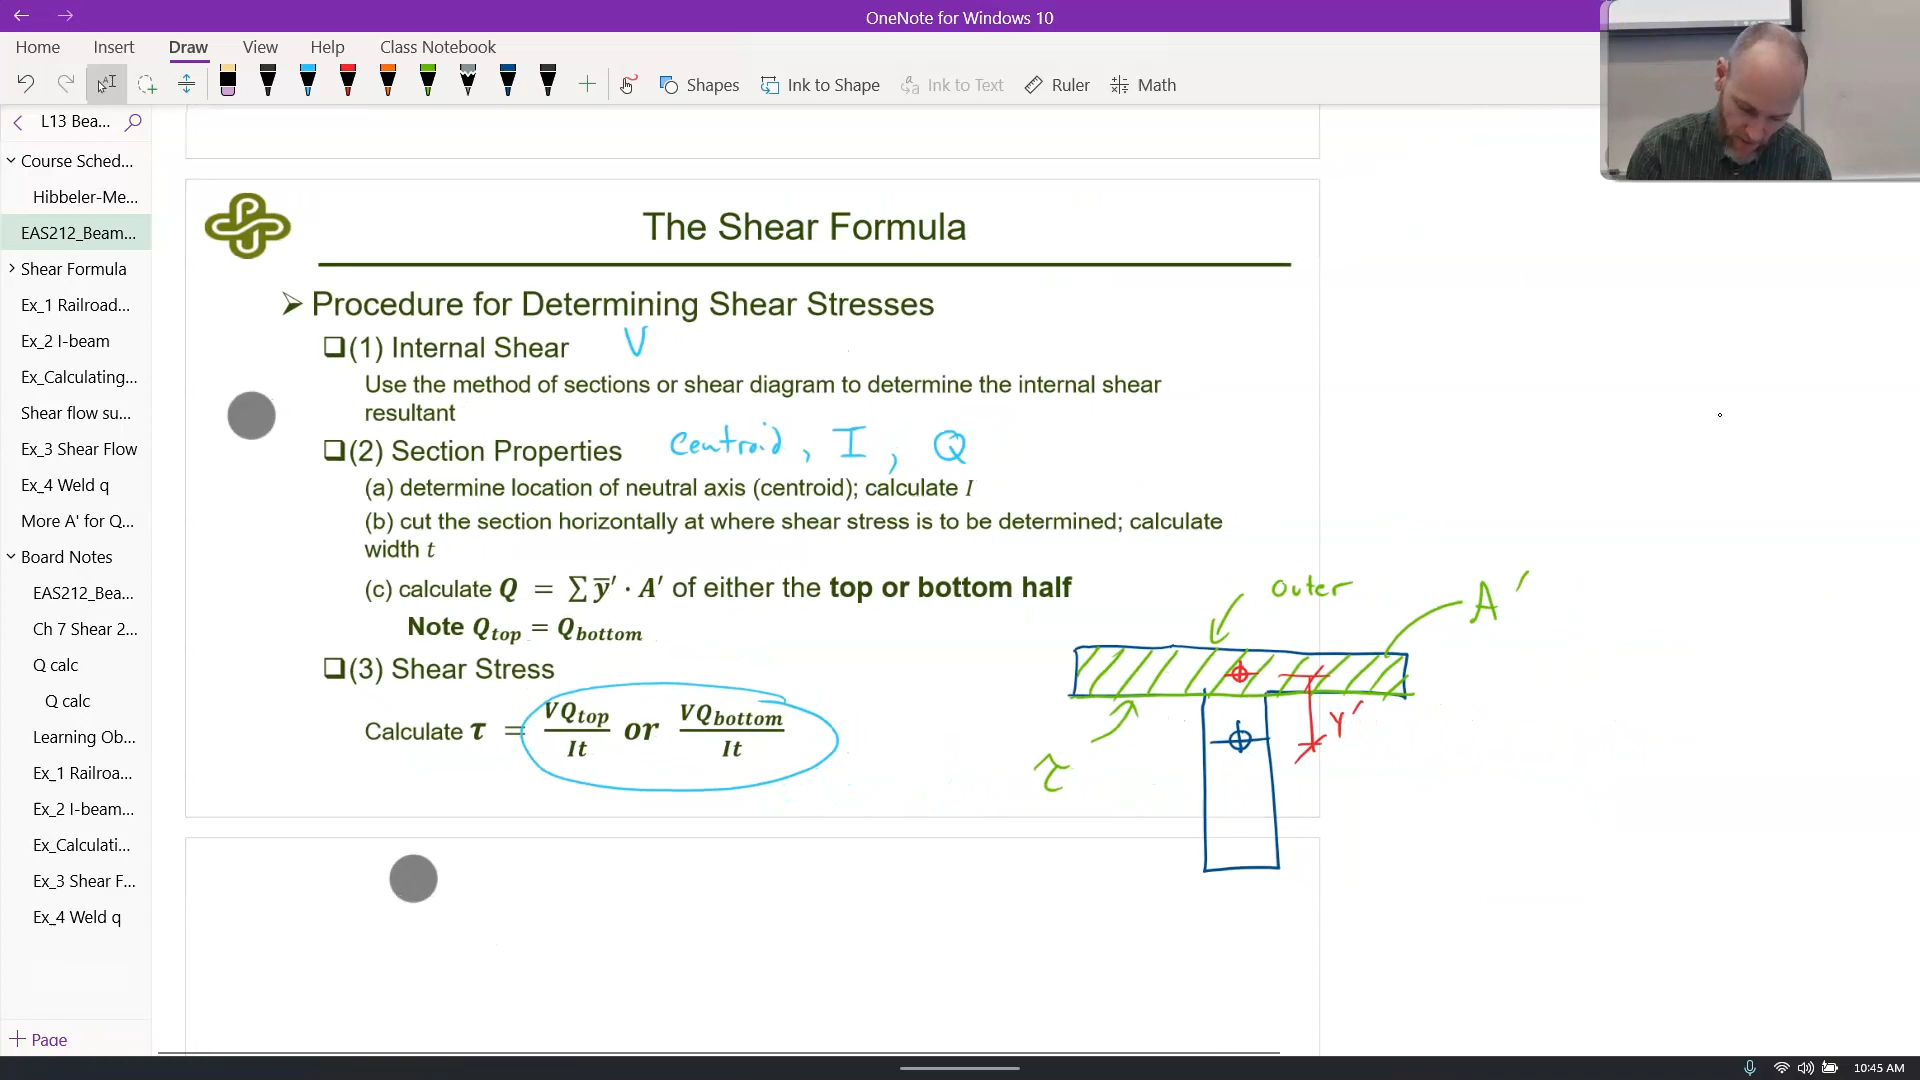 OneNote for Windows 10
Home Insert Draw View Help Class Notebook
Shapes Ink to Shape Ink to Text Ruler Math
L13 Bea...
Course Sched...
Hibbeler-Me...
EAS212_Beam...
Shear Formula
Ex_1 Railroad...
Ex_2 I-beam
Ex_Calculating...
Shear flow su...
Ex_3 Shear Flow
Ex_4 Weld q
More A' for Q...
Board Notes
EAS212_Bea...
Ch 7 Shear 2...
Q calc
Q calc
Learning Ob...
Ex_1 Railroa...
Ex_2 I-beam...
Ex_Calculati...
Ex_3 Shear F...
Ex_4 Weld q
+ Page
PSU
The Shear Formula
➢ Procedure for Determining Shear Stresses
❑(1) Internal Shear V
Use the method of sections or shear diagram to determine the internal shear
resultant
❑(2) Section Properties Centroid, I, Q
(a) determine location of neutral axis (centroid); calculate I
(b) cut the section horizontally at where shear stress is to be determined; calculate
width t
(c) calculate Q = ∑ȳ′ · A′ of either the top or bottom half
Note Q_top = Q_bottom
❑(3) Shear Stress
Calculate τ = VQ_top/It or VQ_bottom/It
outer
A'
Y'
τ
10:45 AM